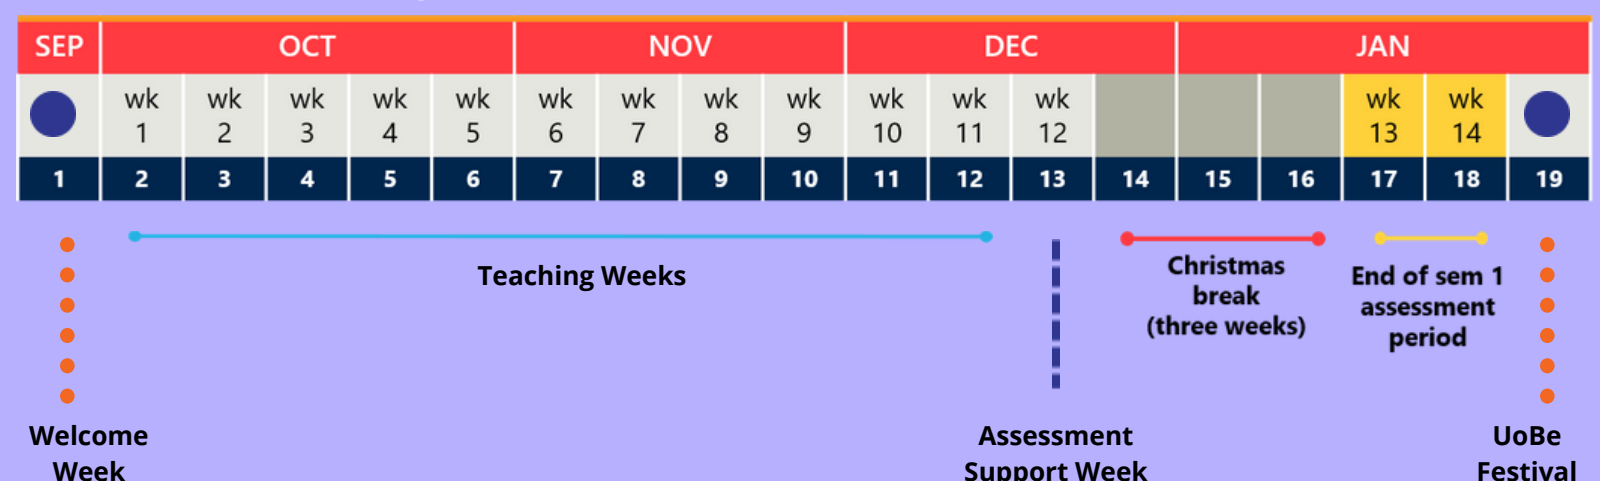 SEP OCT NOV DEC JAN
wk wk wk wk wk wk wk wk wk wk wk wk wk wk
1 2 3 4 5 6 7 8 9 10 11 12 13 14
1 2 3 4 5 6 7 8 9 10 11 12 13 14 15 16 17 18 19
Teaching Weeks
Christmas
break
(three weeks)
End of sem 1
assessment
period
Welcome
Week
Assessment
Support Week
UoBe
Festival